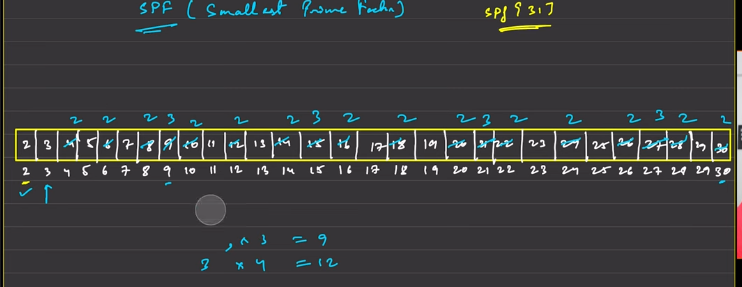 SPF ( Smallest Prime Factor) spf[31]
2 2 2 3 2 2 2 3 2 2 2 3 2 2 2 3 2 2
2 3 4 5 6 7 8 9 10 11 12 13 14 15 16 17 18 19 20 21 22 23 24 25 26 27 28 29 30
2 3 4 5 6 7 8 9 10 11 12 13 14 15 16 17 18 19 20 21 22 23 24 25 26 27 28 29 30
× 3 = 9
3 × 4 = 12